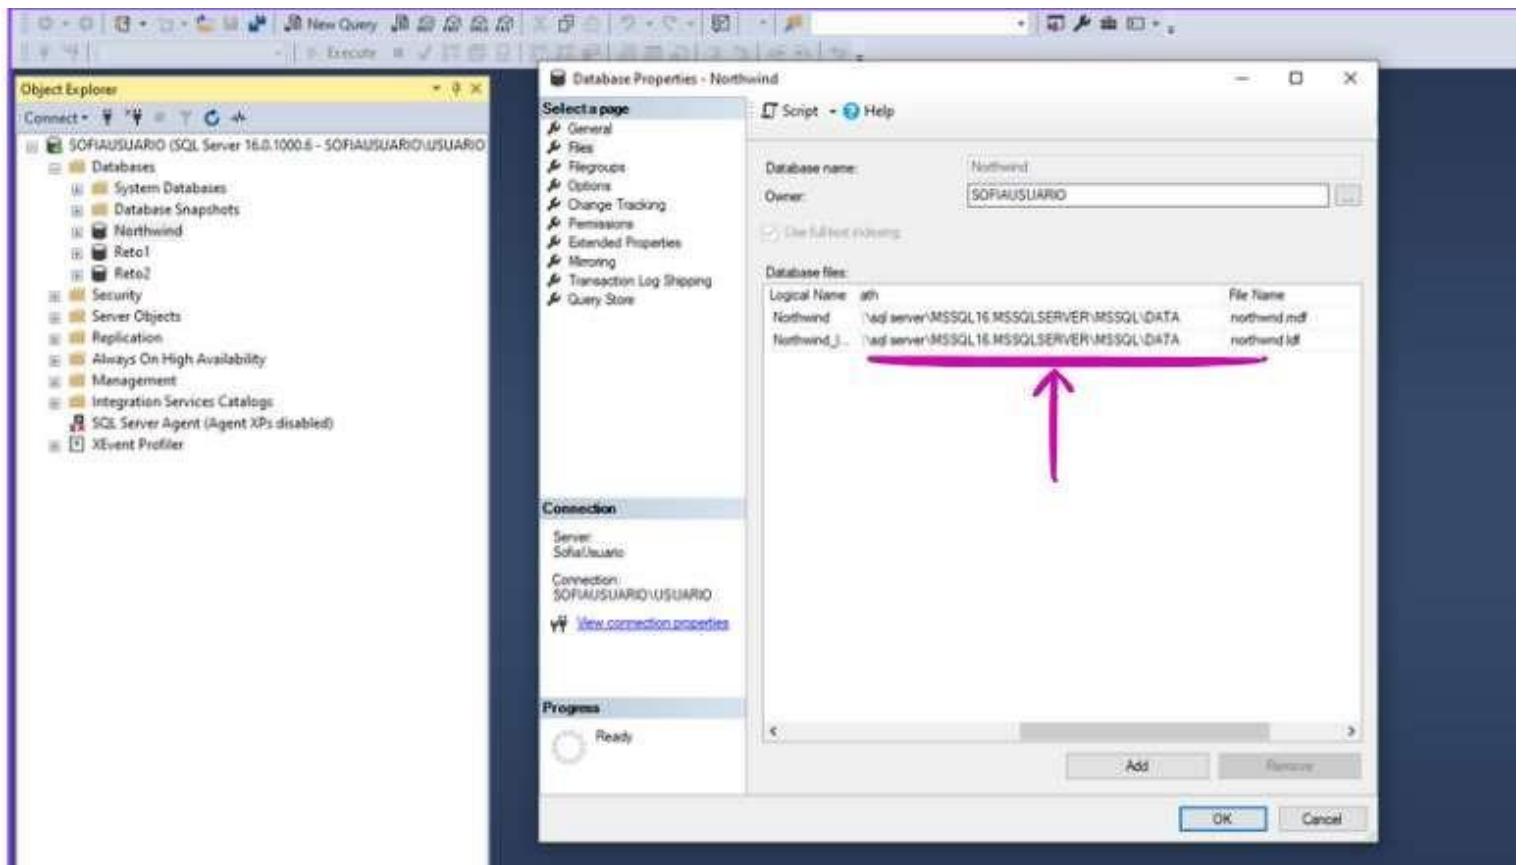 New Query
Execute
Object Explorer
Connect
SOFIAUSUARIO (SQL Server 16.0.1000.6 - SOFIAUSUARIO\USUARIO
Databases
System Databases
Database Snapshots
Northwind
Reto1
Reto2
Security
Server Objects
Replication
Always On High Availability
Management
Integration Services Catalogs
SQL Server Agent (Agent XPs disabled)
XEvent Profiler
Database Properties - Northwind
Select a page
General
Files
Filegroups
Options
Change Tracking
Permissions
Extended Properties
Mirroring
Transaction Log Shipping
Query Store
Connection
Server:
SofiaUsuario
Connection:
SOFIAUSUARIO\USUARIO
View connection properties
Progress
Ready
Script Help
Database name: Northwind
Owner: SOFIAUSUARIO
Use full-text indexing
Database files:
Logical Name ath File Name
Northwind :\sql server\MSSQL16.MSSQLSERVER\MSSQL\DATA northwnd.mdf
Northwind_l... :\sql server\MSSQL16.MSSQLSERVER\MSSQL\DATA northwnd.ldf
Add Remove
OK Cancel